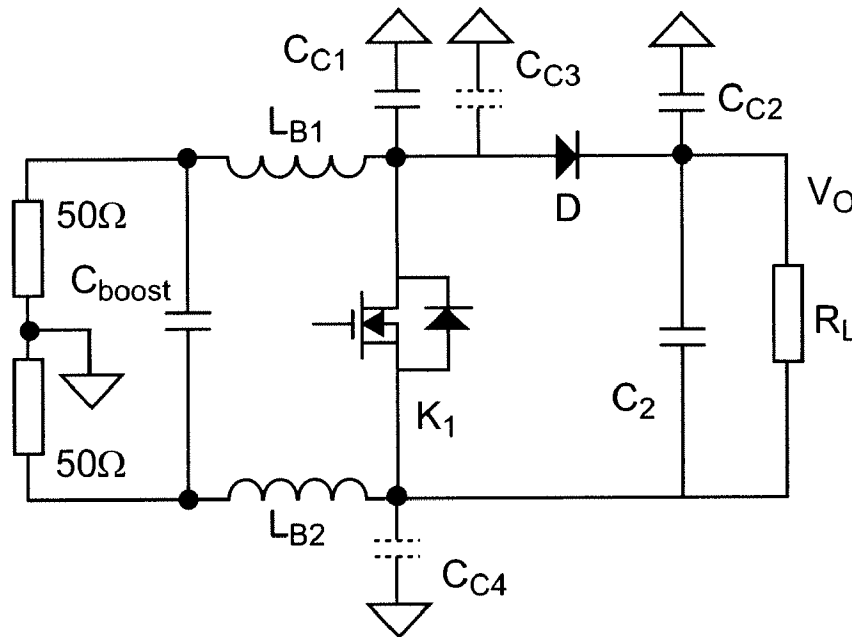 C_C1
C_C3
C_C2
L_B1
50Ω
D
V_O
C_boost
R_L
C_2
K_1
50Ω
L_B2
C_C4